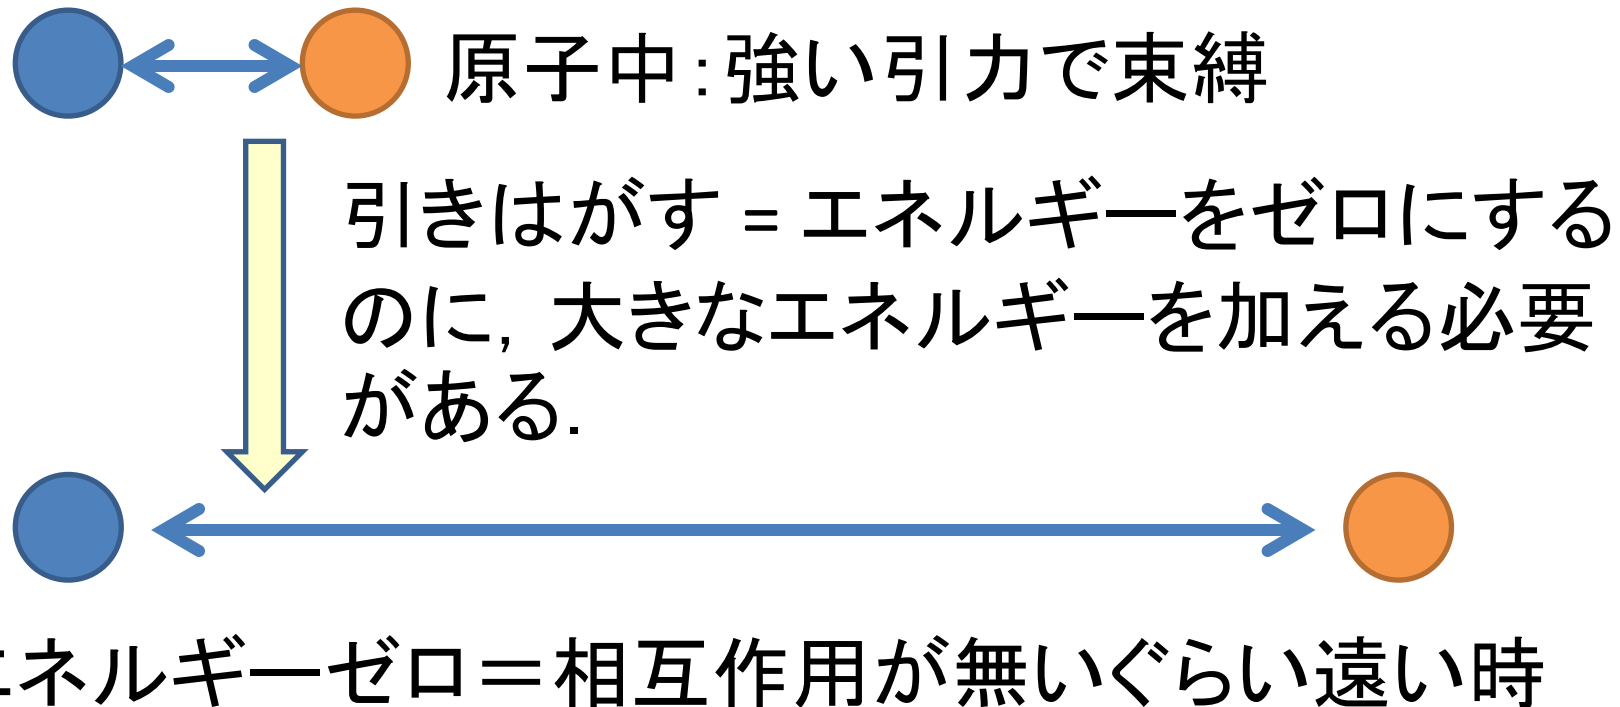 原子中：強い引力で束縛
引きはがす = エネルギーをゼロにする
のに，大きなエネルギーを加える必要
がある．
エネルギーゼロ＝相互作用が無いぐらい遠い時